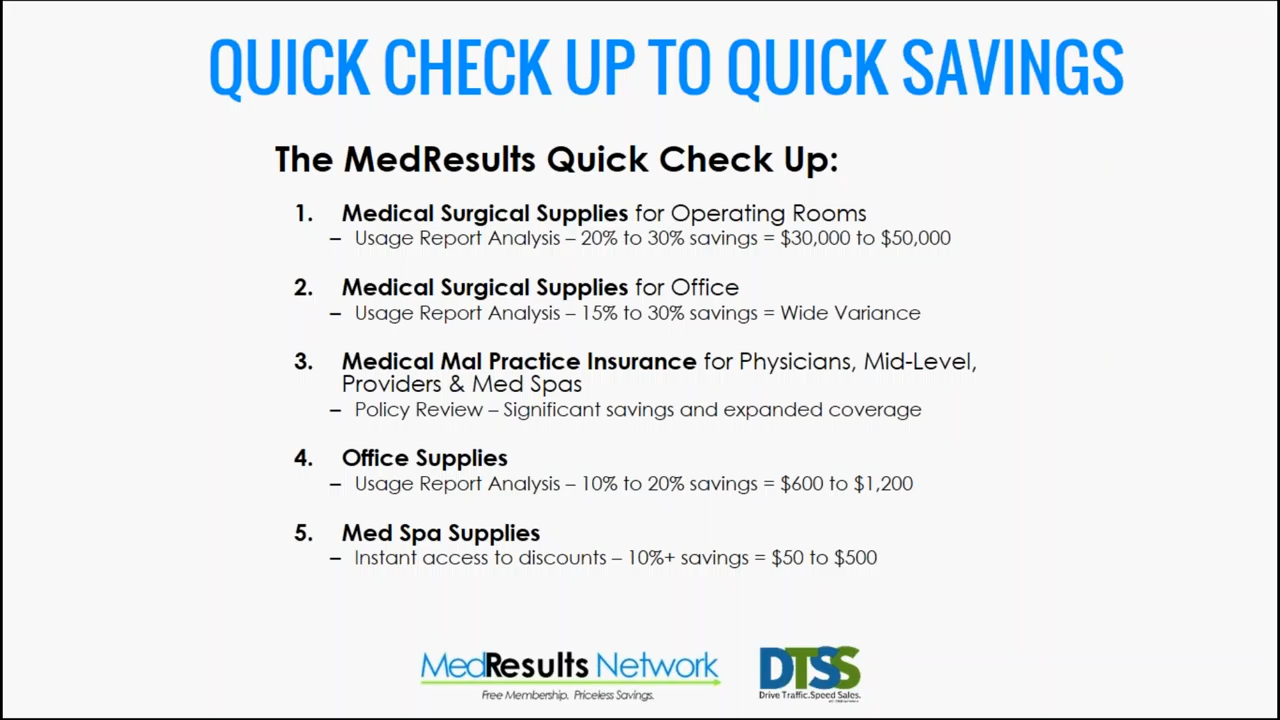 QUICK CHECK UP TO QUICK SAVINGS
The MedResults Quick Check Up:
1. Medical Surgical Supplies for Operating Rooms
– Usage Report Analysis – 20% to 30% savings = $30,000 to $50,000
2. Medical Surgical Supplies for Office
– Usage Report Analysis – 15% to 30% savings = Wide Variance
3. Medical Mal Practice Insurance for Physicians, Mid-Level,
Providers & Med Spas
– Policy Review – Significant savings and expanded coverage
4. Office Supplies
– Usage Report Analysis – 10% to 20% savings = $600 to $1,200
5. Med Spa Supplies
– Instant access to discounts – 10%+ savings = $50 to $500
MedResults Network
Free Membership. Priceless Savings.
DTSS
Drive Traffic.Speed Sales.